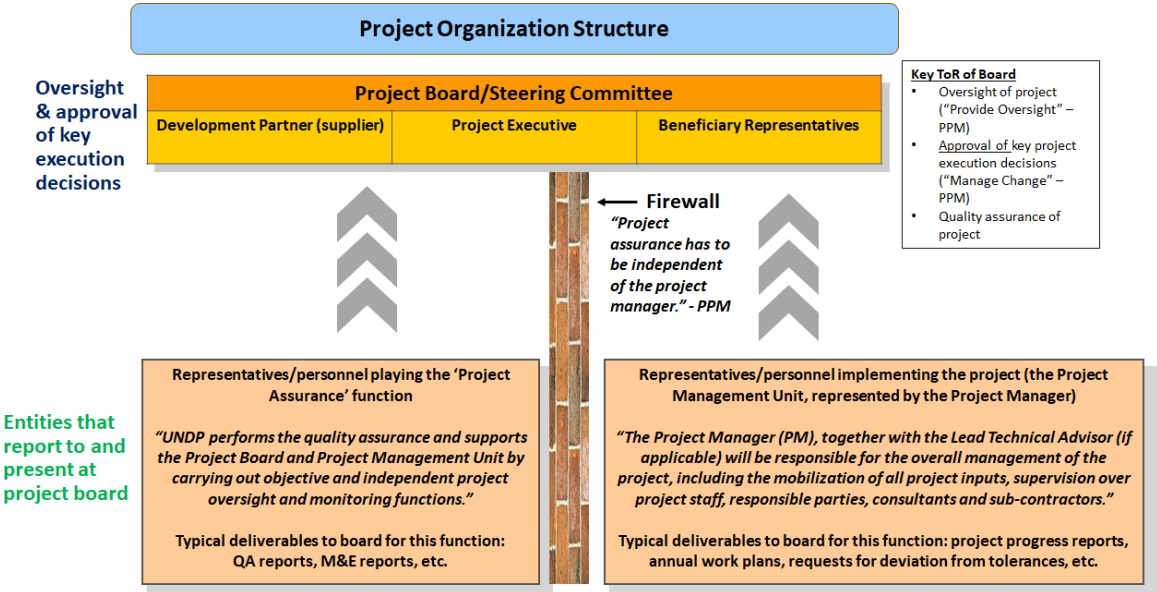 Project Organization Structure
Oversight
& approval
of key
execution
decisions
Project Board/Steering Committee
Development Partner (supplier)
Project Executive
Beneficiary Representatives
Key ToR of Board
• Oversight of project
(“Provide Oversight” –
PPM)
• Approval of key project
execution decisions
(“Manage Change” –
PPM)
• Quality assurance of
project
Firewall
“Project
assurance has to
be independent
of the project
manager.” - PPM
Entities that
report to and
present at
project board
Representatives/personnel playing the ‘Project
Assurance’ function
“UNDP performs the quality assurance and supports
the Project Board and Project Management Unit by
carrying out objective and independent project
oversight and monitoring functions.”
Typical deliverables to board for this function:
QA reports, M&E reports, etc.
Representatives/personnel implementing the project (the Project
Management Unit, represented by the Project Manager)
“The Project Manager (PM), together with the Lead Technical Advisor (if
applicable) will be responsible for the overall management of the
project, including the mobilization of all project inputs, supervision over
project staff, responsible parties, consultants and sub-contractors.”
Typical deliverables to board for this function: project progress reports,
annual work plans, requests for deviation from tolerances, etc.